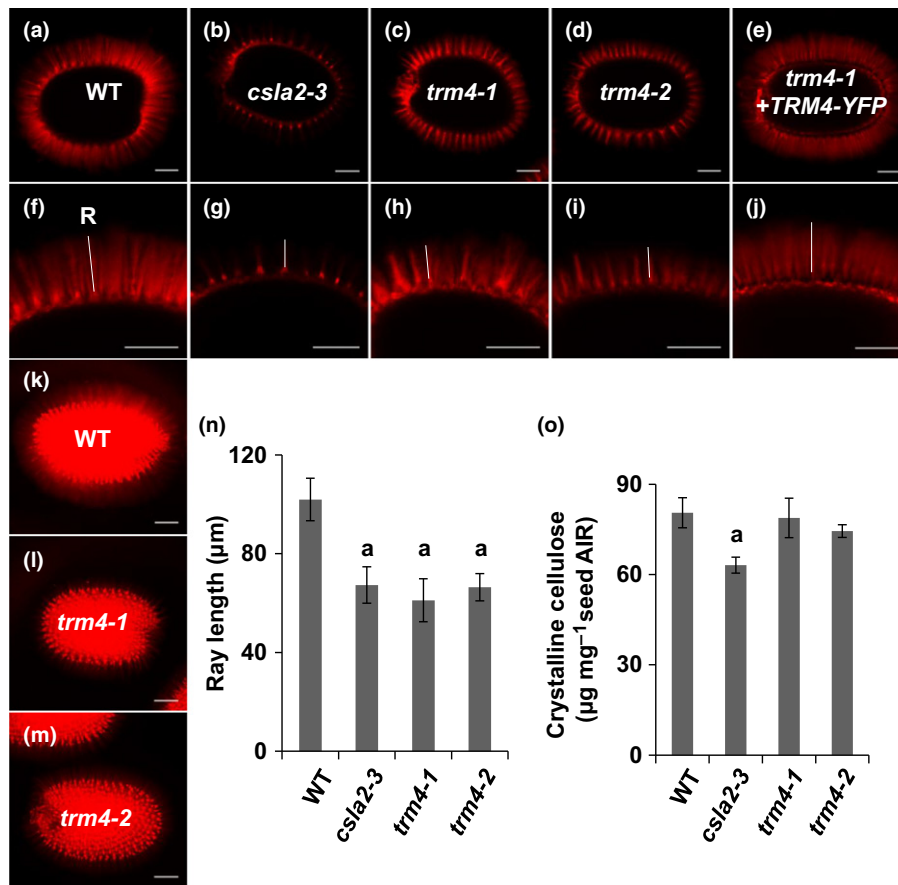 (a)
WT
(b)
csla2-3
(c)
trm4-1
(d)
trm4-2
(e)
trm4-1
+TRM4-YFP
(f)
R
(g)
(h)
(i)
(j)
(k)
WT
(l)
trm4-1
(m)
trm4-2
(n)
Ray length (µm)
120
80
40
0
WT
csla2-3
trm4-1
trm4-2
a
a
a
(o)
Crystalline cellulose
(µg mg⁻¹ seed AIR)
90
60
30
0
WT
csla2-3
trm4-1
trm4-2
a